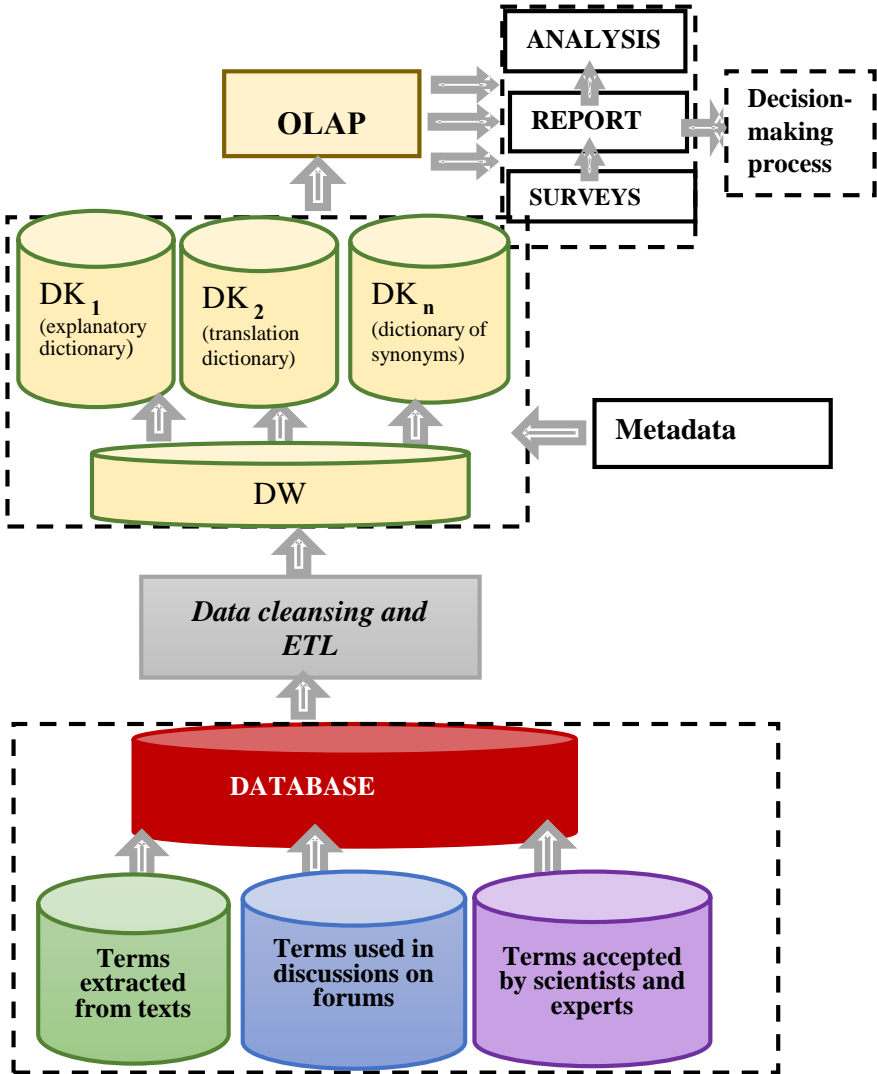 ANALYSIS
OLAP
REPORT
SURVEYS
Decision-
making
process
DK 1
(explanatory
dictionary)
DK 2
(translation
dictionary)
DK n
(dictionary of
synonyms)
Metadata
DW
Data cleansing and
ETL
DATABASE
Terms
extracted
from texts
Terms used in
discussions on
forums
Terms accepted
by scientists and
experts